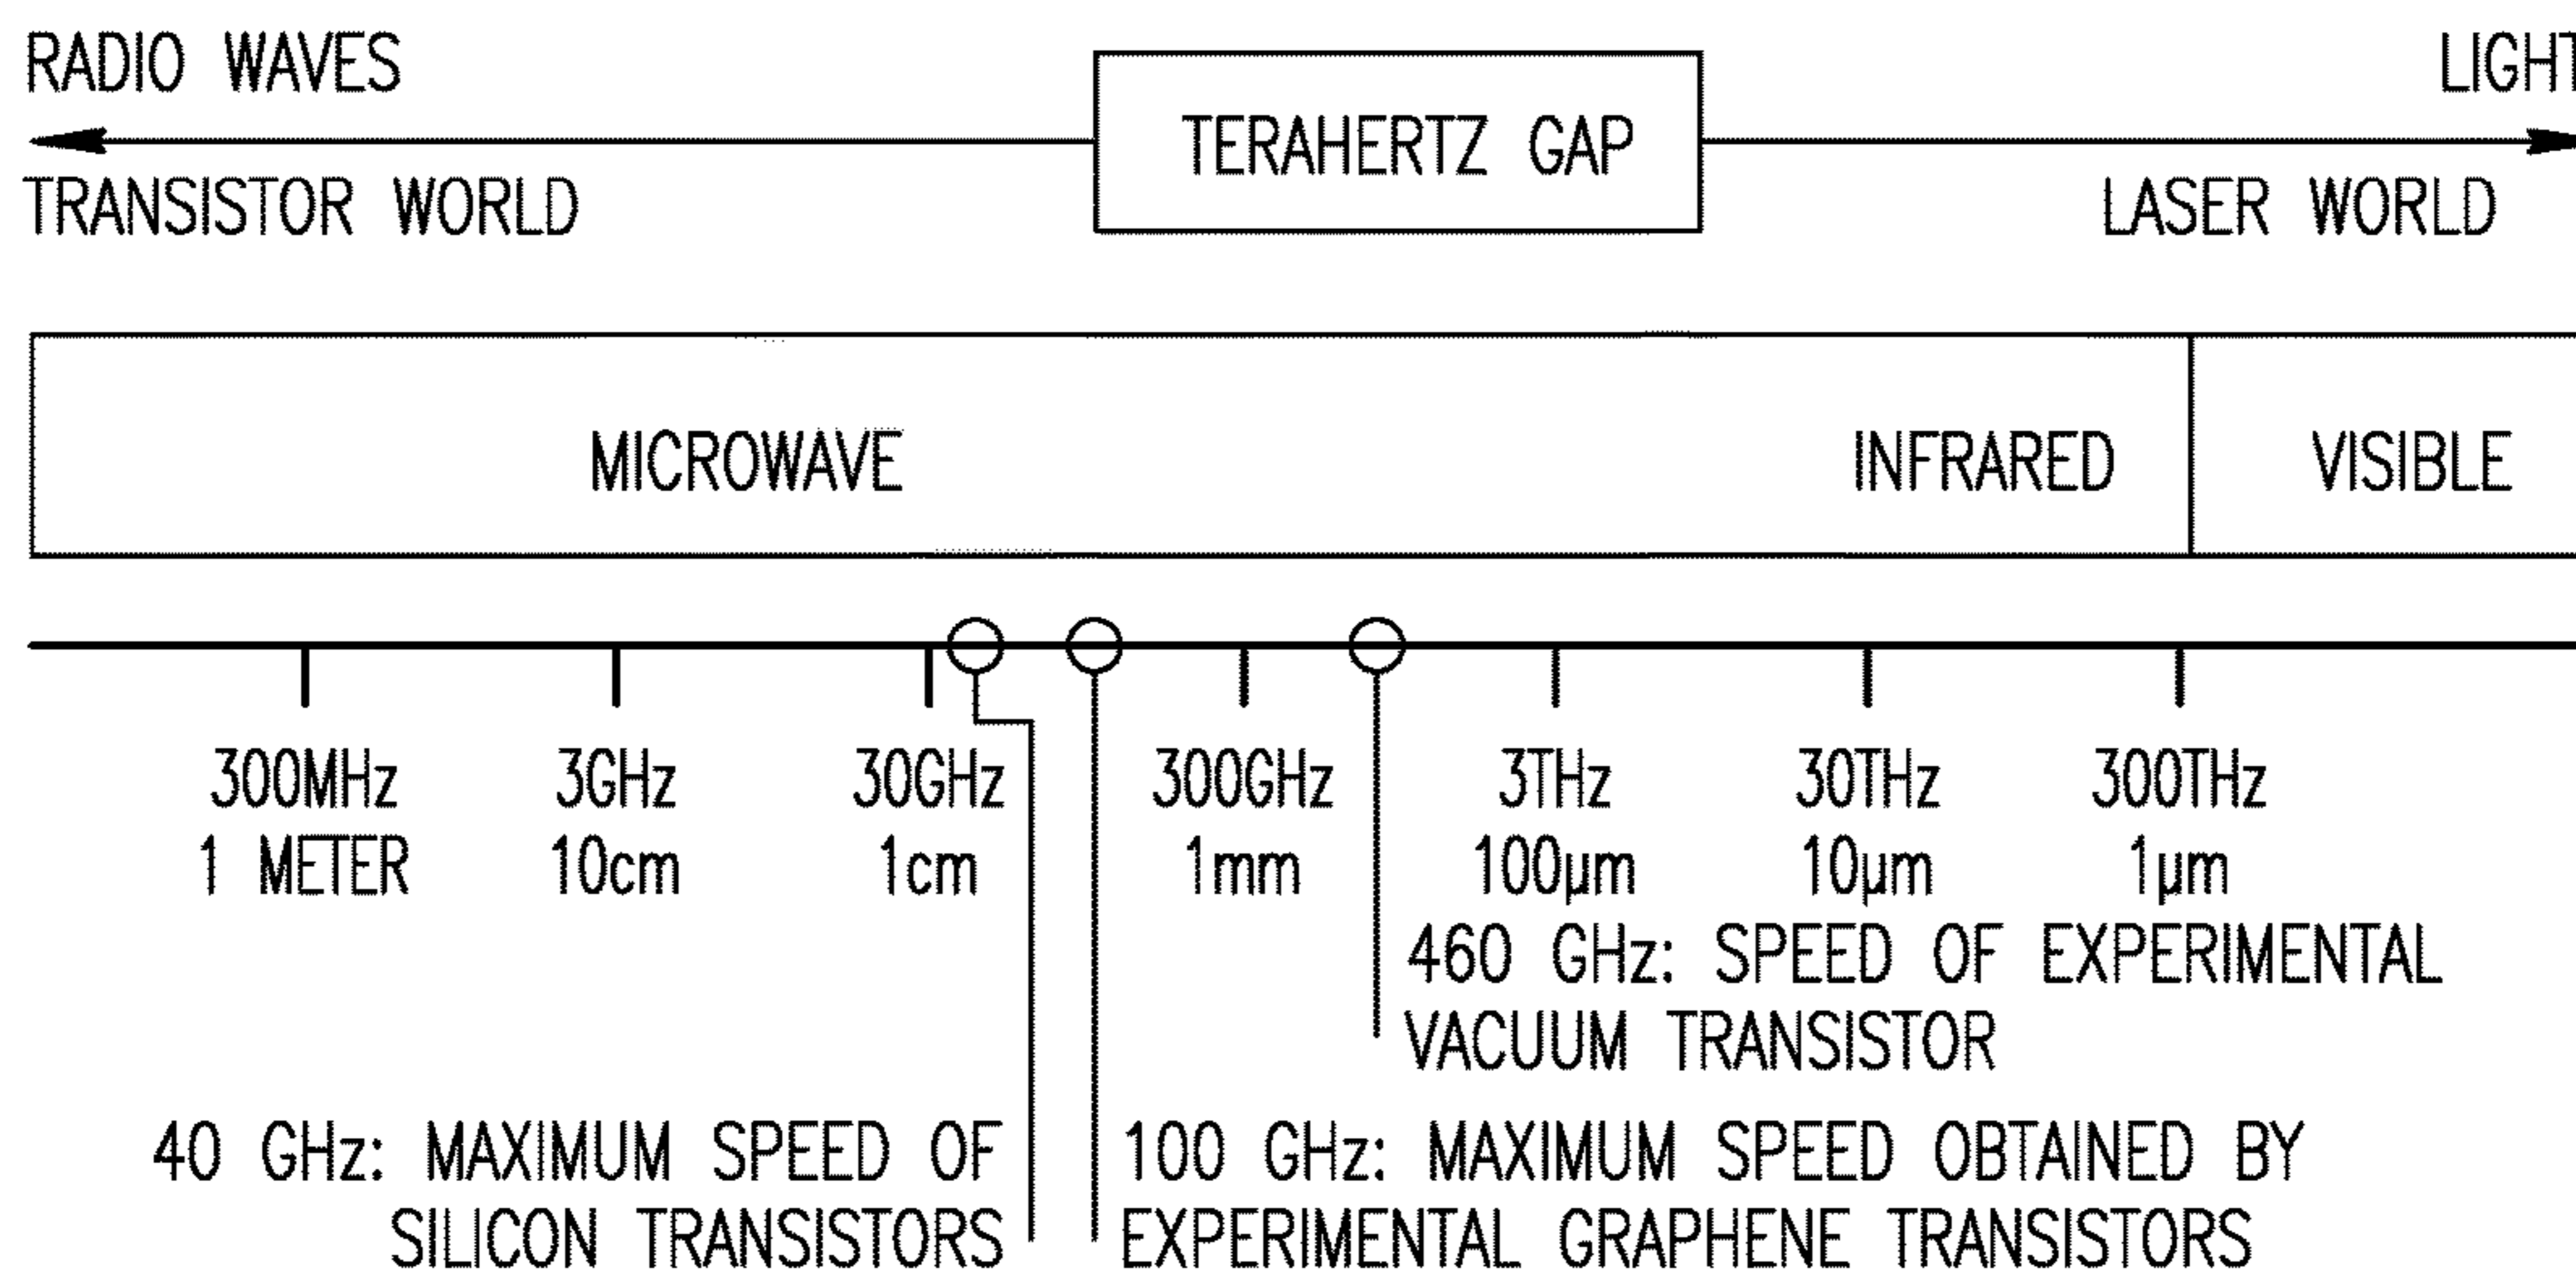 RADIO WAVES
LIGHT
TERAHERTZ GAP
TRANSISTOR WORLD
LASER WORLD
MICROWAVE
INFRARED
VISIBLE
300MHz
1 METER
3GHz
10cm
30GHz
1cm
300GHz
1mm
3THz
100µm
30THz
10µm
300THz
1µm
460 GHz: SPEED OF EXPERIMENTAL
VACUUM TRANSISTOR
40 GHz: MAXIMUM SPEED OF
SILICON TRANSISTORS
100 GHz: MAXIMUM SPEED OBTAINED BY
EXPERIMENTAL GRAPHENE TRANSISTORS